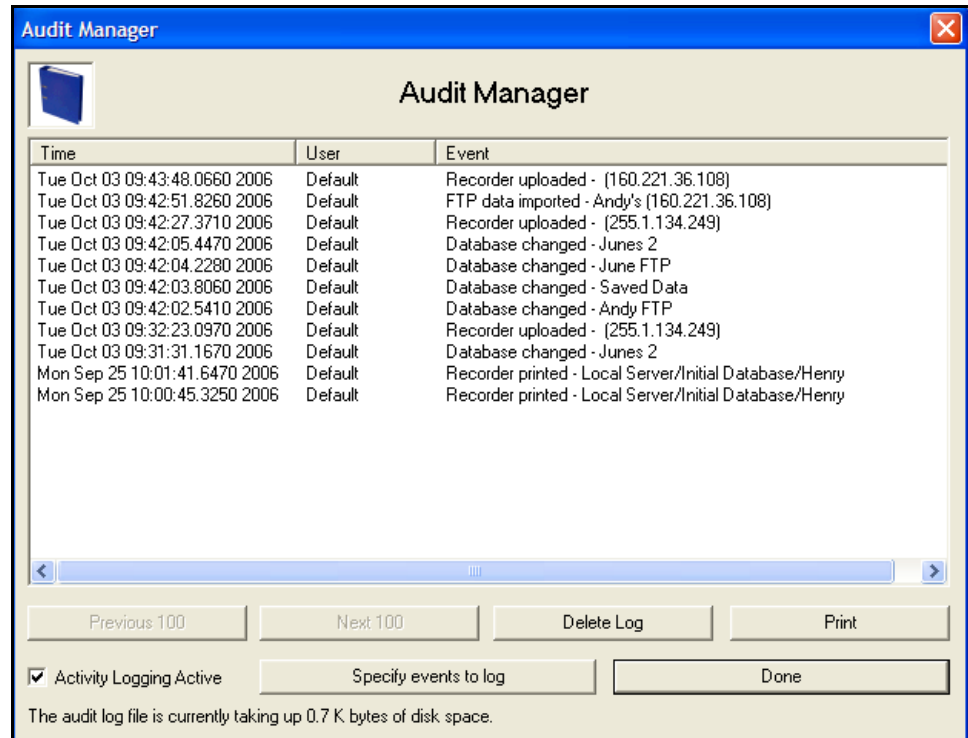 Audit Manager
Audit Manager
Time User Event
Tue Oct 03 09:43:48.0660 2006 Default Recorder uploaded - (160.221.36.108)
Tue Oct 03 09:42:51.8260 2006 Default FTP data imported - Andy's (160.221.36.108)
Tue Oct 03 09:42:27.3710 2006 Default Recorder uploaded - (255.1.134.249)
Tue Oct 03 09:42:05.4470 2006 Default Database changed - Junes 2
Tue Oct 03 09:42:04.2280 2006 Default Database changed - June FTP
Tue Oct 03 09:42:03.8060 2006 Default Database changed - Saved Data
Tue Oct 03 09:42:02.5410 2006 Default Database changed - Andy FTP
Tue Oct 03 09:32:23.0970 2006 Default Recorder uploaded - (255.1.134.249)
Tue Oct 03 09:31:31.1670 2006 Default Database changed - Junes 2
Mon Sep 25 10:01:41.6470 2006 Default Recorder printed - Local Server/Initial Database/Henry
Mon Sep 25 10:00:45.3250 2006 Default Recorder printed - Local Server/Initial Database/Henry
Previous 100 Next 100 Delete Log Print
Activity Logging Active Specify events to log Done
The audit log file is currently taking up 0.7 K bytes of disk space.